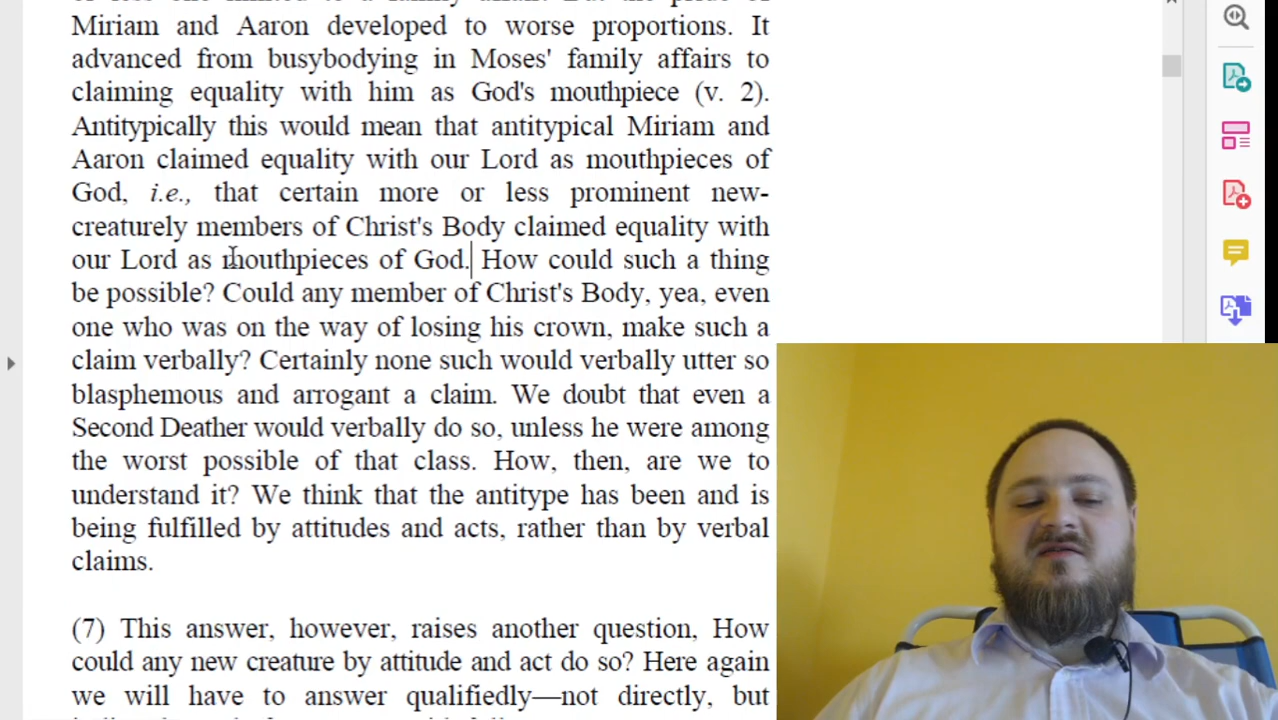 Miriam and Aaron developed to worse proportions. It
advanced from busybodying in Moses' family affairs to
claiming equality with him as God's mouthpiece (v. 2).
Antitypically this would mean that antitypical Miriam and
Aaron claimed equality with our Lord as mouthpieces of
God, i.e., that certain more or less prominent new-
creaturely members of Christ's Body claimed equality with
our Lord as mouthpieces of God. How could such a thing
be possible? Could any member of Christ's Body, yea, even
one who was on the way of losing his crown, make such a
claim verbally? Certainly none such would verbally utter so
blasphemous and arrogant a claim. We doubt that even a
Second Deather would verbally do so, unless he were among
the worst possible of that class. How, then, are we to
understand it? We think that the antitype has been and is
being fulfilled by attitudes and acts, rather than by verbal
claims.
(7) This answer, however, raises another question, How
could any new creature by attitude and act do so? Here again
we will have to answer qualifiedly—not directly, but